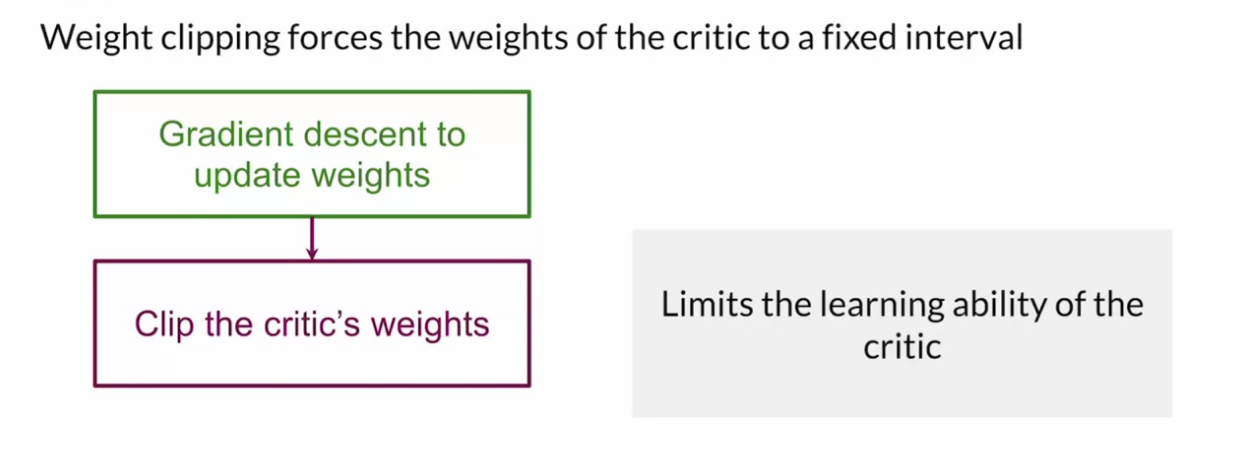 Weight clipping forces the weights of the critic to a fixed interval
Gradient descent to
update weights
Clip the critic’s weights
Limits the learning ability of the
critic